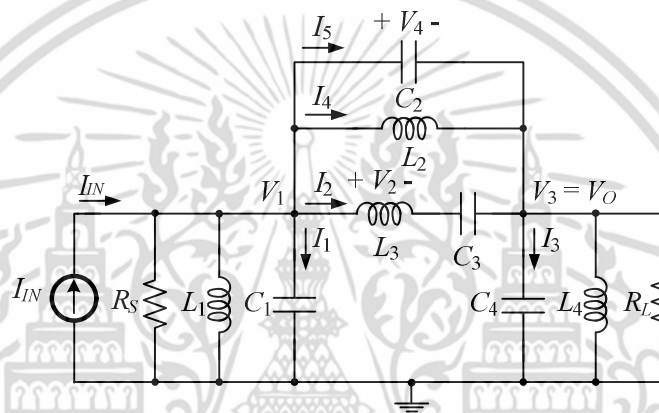 I5 + V4 -
C2
I4
L2
V1 I2 + V2 - V3 = VO
IIN
L3 C3
I1 I3
IIN RS L1 C1 C4 L4 RL